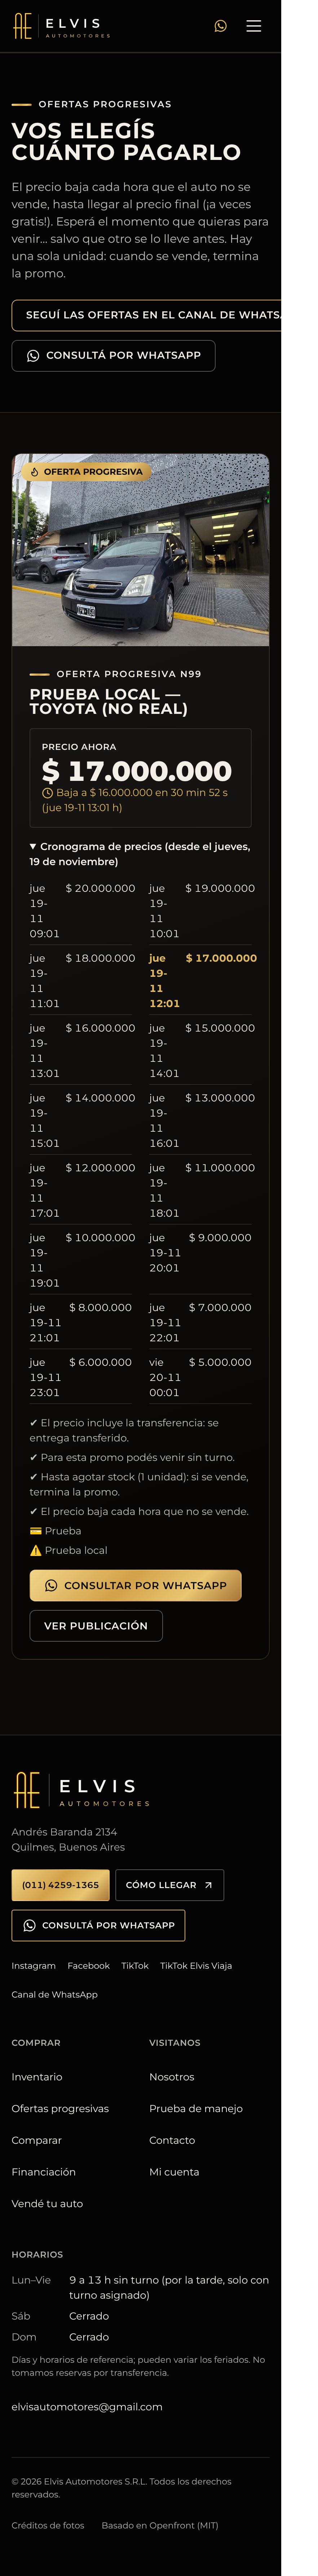 ELVIS
AUTOMOTORES
OFERTAS PROGRESIVAS
VOS ELEGÍS
CUÁNTO PAGARLO
El precio baja cada hora que el auto no se
vende, hasta llegar al precio final (¡a veces
gratis!). Esperá el momento que quieras para
venir... salvo que otro se lo lleve antes. Hay
una sola unidad: cuando se vende, termina
la promo.
SEGUÍ LAS OFERTAS EN EL CANAL DE WHATS
CONSULTÁ POR WHATSAPP
OFERTA PROGRESIVA
OFERTA PROGRESIVA N99
PRUEBA LOCAL —
TOYOTA (NO REAL)
PRECIO AHORA
$ 17.000.000
Baja a $ 16.000.000 en 30 min 52 s
(jue 19-11 13:01 h)
▼ Cronograma de precios (desde el jueves,
19 de noviembre)
jue 19-11 09:01 $ 20.000.000
jue 19-11 10:01 $ 19.000.000
jue 19-11 11:01 $ 18.000.000
jue 19-11 12:01 $ 17.000.000
jue 19-11 13:01 $ 16.000.000
jue 19-11 14:01 $ 15.000.000
jue 19-11 15:01 $ 14.000.000
jue 19-11 16:01 $ 13.000.000
jue 19-11 17:01 $ 12.000.000
jue 19-11 18:01 $ 11.000.000
jue 19-11 19:01 $ 10.000.000
jue 19-11 20:01 $ 9.000.000
jue 19-11 21:01 $ 8.000.000
jue 19-11 22:01 $ 7.000.000
jue 19-11 23:01 $ 6.000.000
vie 20-11 00:01 $ 5.000.000
✔ El precio incluye la transferencia: se
entrega transferido.
✔ Para esta promo podés venir sin turno.
✔ Hasta agotar stock (1 unidad): si se vende,
termina la promo.
✔ El precio baja cada hora que no se vende.
💳 Prueba
⚠️ Prueba local
CONSULTAR POR WHATSAPP
VER PUBLICACIÓN
ELVIS
AUTOMOTORES
Andrés Baranda 2134
Quilmes, Buenos Aires
(011) 4259-1365
CÓMO LLEGAR
CONSULTÁ POR WHATSAPP
Instagram Facebook TikTok TikTok Elvis Viaja
Canal de WhatsApp
COMPRAR
Inventario
Ofertas progresivas
Comparar
Financiación
Vendé tu auto
VISITANOS
Nosotros
Prueba de manejo
Contacto
Mi cuenta
HORARIOS
Lun–Vie 9 a 13 h sin turno (por la tarde, solo con
turno asignado)
Sáb Cerrado
Dom Cerrado
Días y horarios de referencia; pueden variar los feriados. No
tomamos reservas por transferencia.
elvisautomotores@gmail.com
© 2026 Elvis Automotores S.R.L. Todos los derechos
reservados.
Créditos de fotos Basado en Openfront (MIT)